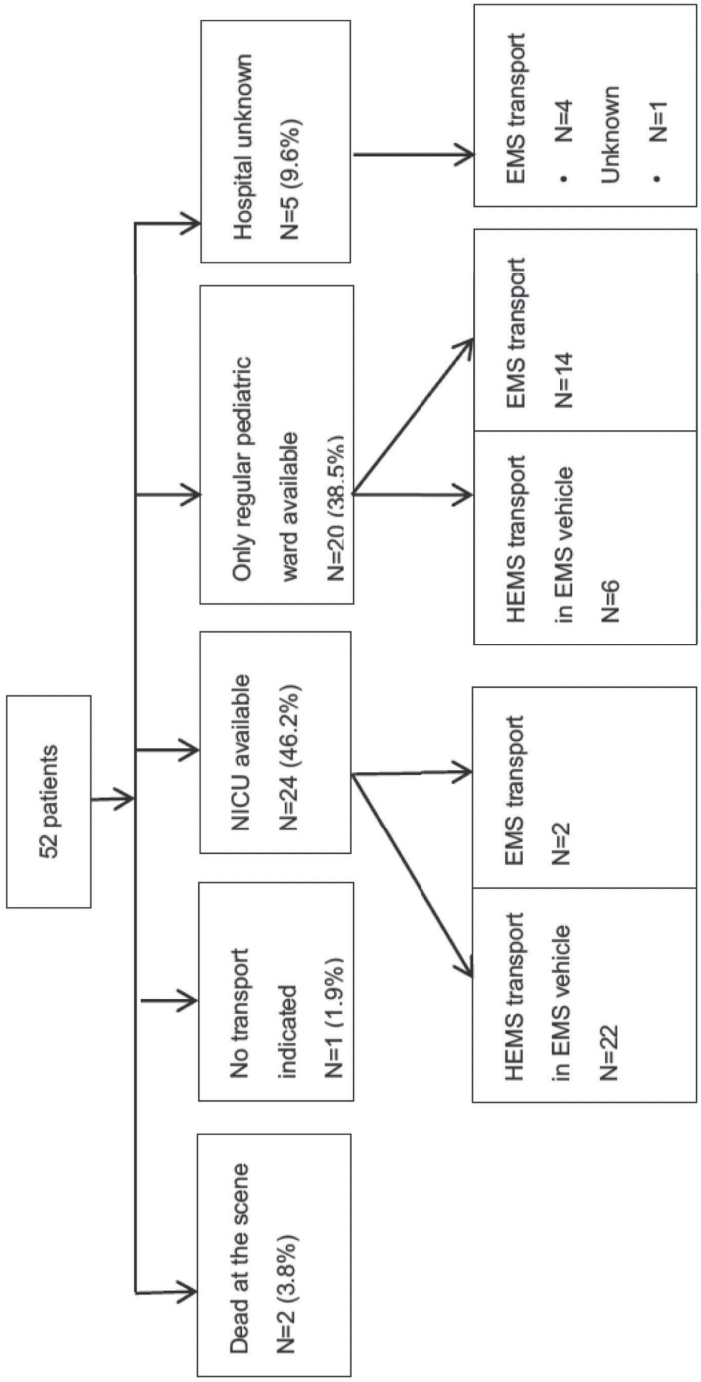 52 patients
Dead at the scene
N=2 (3.8%)
No transport
indicated
N=1 (1.9%)
NICU available
N=24 (46.2%)
Only regular pediatric
ward available
N=20 (38.5%)
Hospital unknown
N=5 (9.6%)
HEMS transport
in EMS vehicle
N=22
EMS transport
N=2
HEMS transport
in EMS vehicle
N=6
EMS transport
N=14
EMS transport
• N=4
Unknown
• N=1